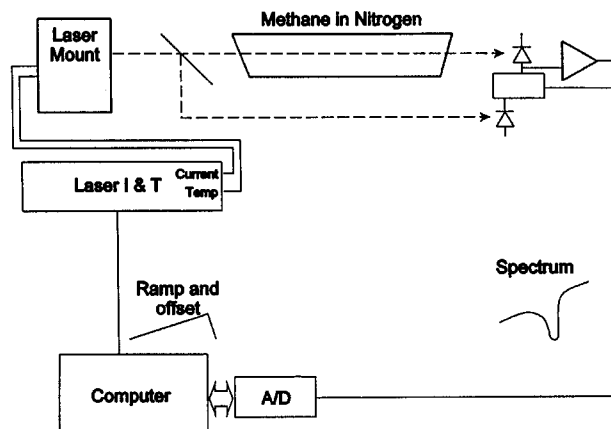 Laser
Mount
Methane in Nitrogen
Laser I & T
Current
Temp
Ramp and
offset
Spectrum
Computer
A/D